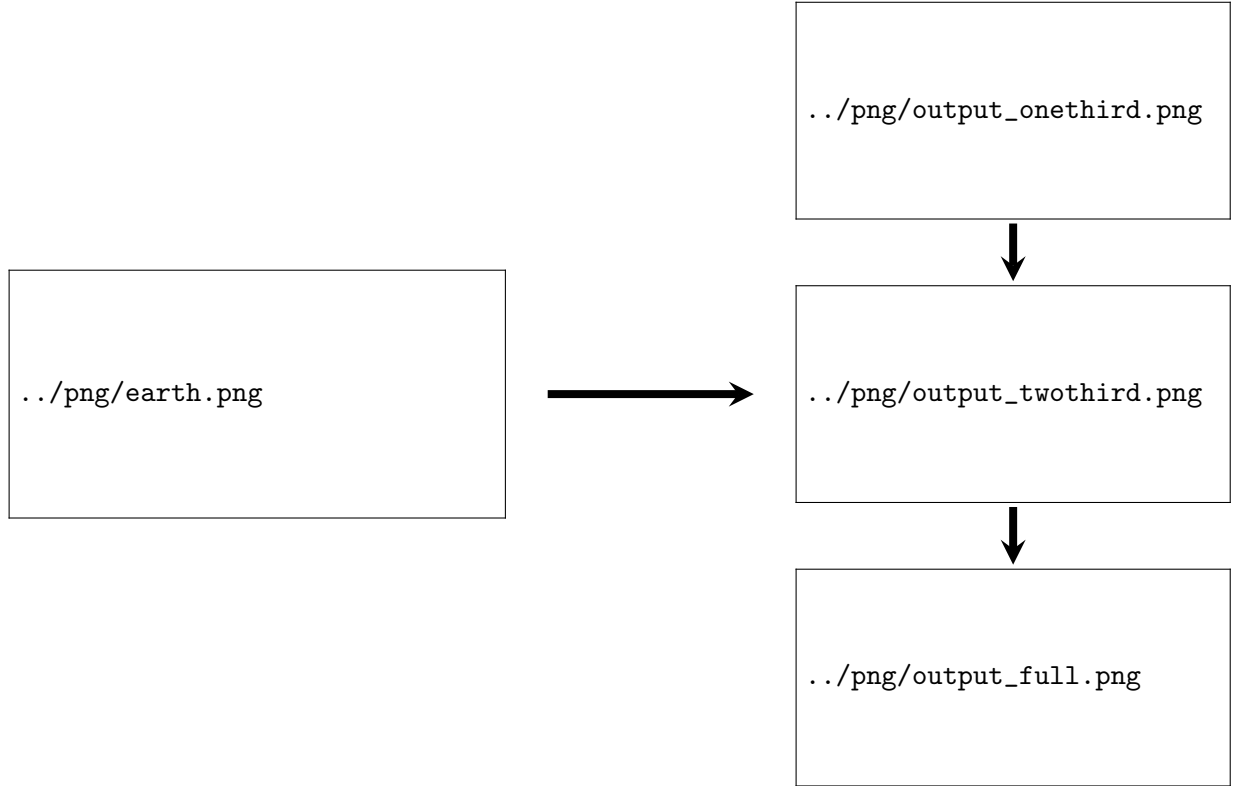 ../png/output_onethird.png
../png/earth.png
../png/output_twothird.png
../png/output_full.png